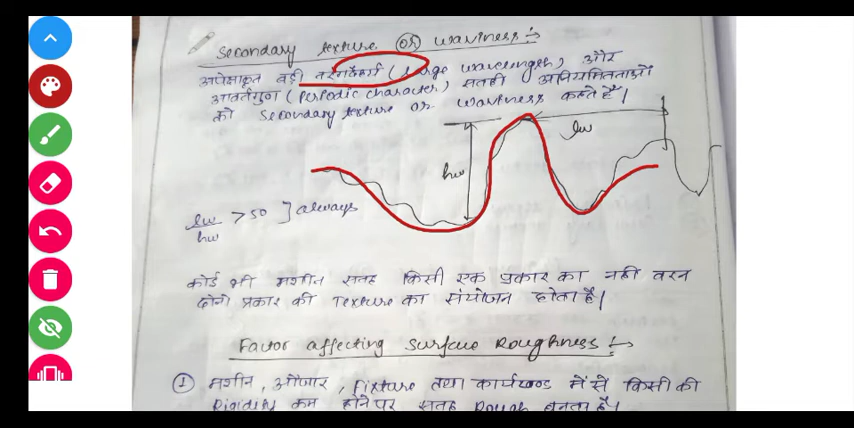 Secondary texture or waviness :-
अपेक्षाकृत बड़ी तरंगदैर्ध्य (large wavelength) और
आवर्तगुण (Periodic character) सतही अनियमितताओं
को Secondary texture or waviness कहते हैं।
lw
hw
lw/hw > 50 ] always
कोई भी मशीन सतह किसी एक प्रकार का नहीं वरन
दोनो प्रकार की Texture का संयोजन होता है।
Favor affecting Surface Roughness :->
① मशीन, औजार, Fixture तथा कार्यखण्ड में से किसी की
Rigidity कम होने पर सतह Rough बनता है।